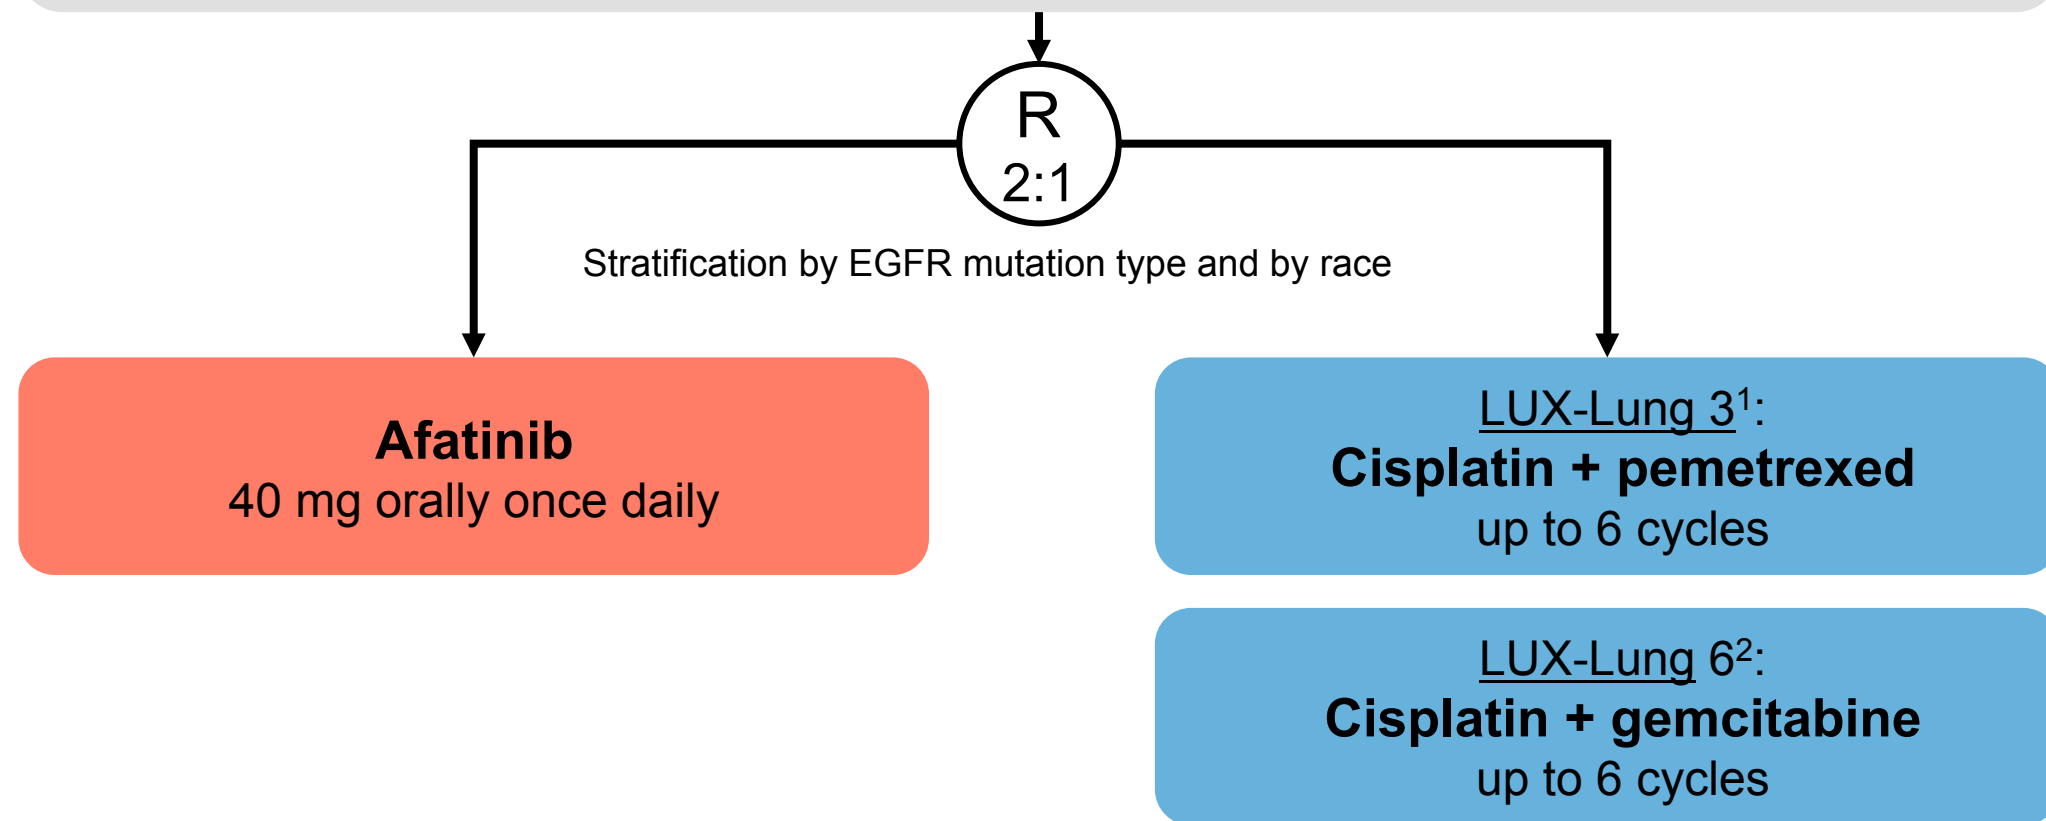 R
2:1
Stratification by EGFR mutation type and by race
Afatinib
40 mg orally once daily
LUX-Lung 3¹:
Cisplatin + pemetrexed
up to 6 cycles
LUX-Lung 6²:
Cisplatin + gemcitabine
up to 6 cycles